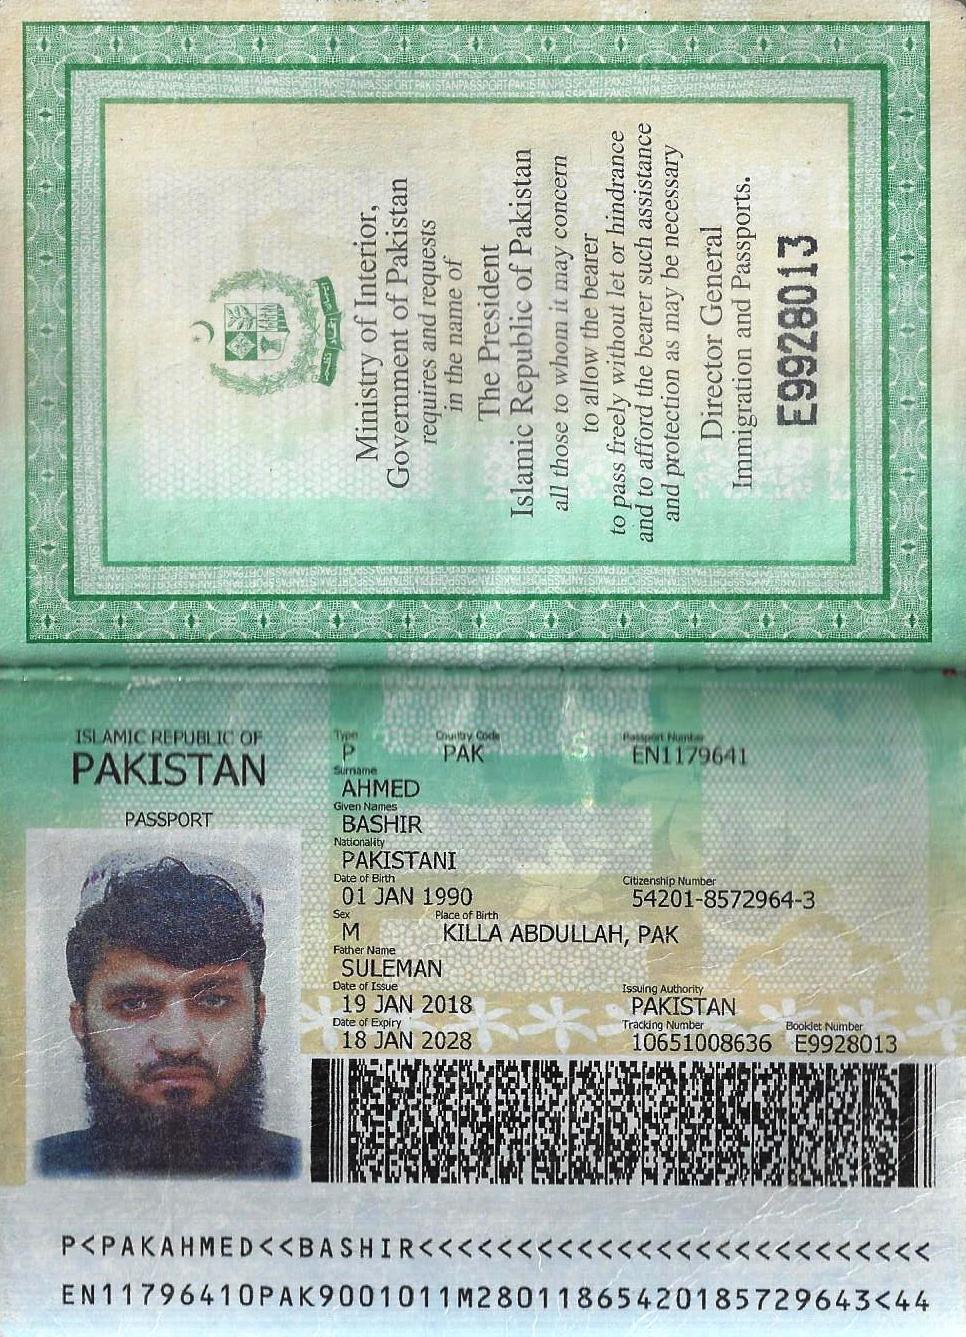 Ministry of Interior,
Government of Pakistan
requires and requests
in the name of
The President
Islamic Republic of Pakistan
all those to whom it may concern
to allow the bearer
to pass freely without let or hindrance
and to afford the bearer such assistance
and protection as may be necessary
Director General
Immigration and Passports.
E9928013
ISLAMIC REPUBLIC OF
PAKISTAN
PASSPORT
Type Country Code Passport Number
P PAK EN1179641
Surname
AHMED
Given Names
BASHIR
Nationality
PAKISTANI
Date of Birth Citizenship Number
01 JAN 1990 54201-8572964-3
Sex Place of Birth
M KILLA ABDULLAH, PAK
Father Name
SULEMAN
Date of Issue Issuing Authority
19 JAN 2018 PAKISTAN
Date of Expiry Tracking Number Booklet Number
18 JAN 2028 10651008636 E9928013
P<PAKAHMED<<BASHIR<<<<<<<<<<<<<<<<<<<<<<<<<<
EN11796410PAK9001011M28011865420185729643<44